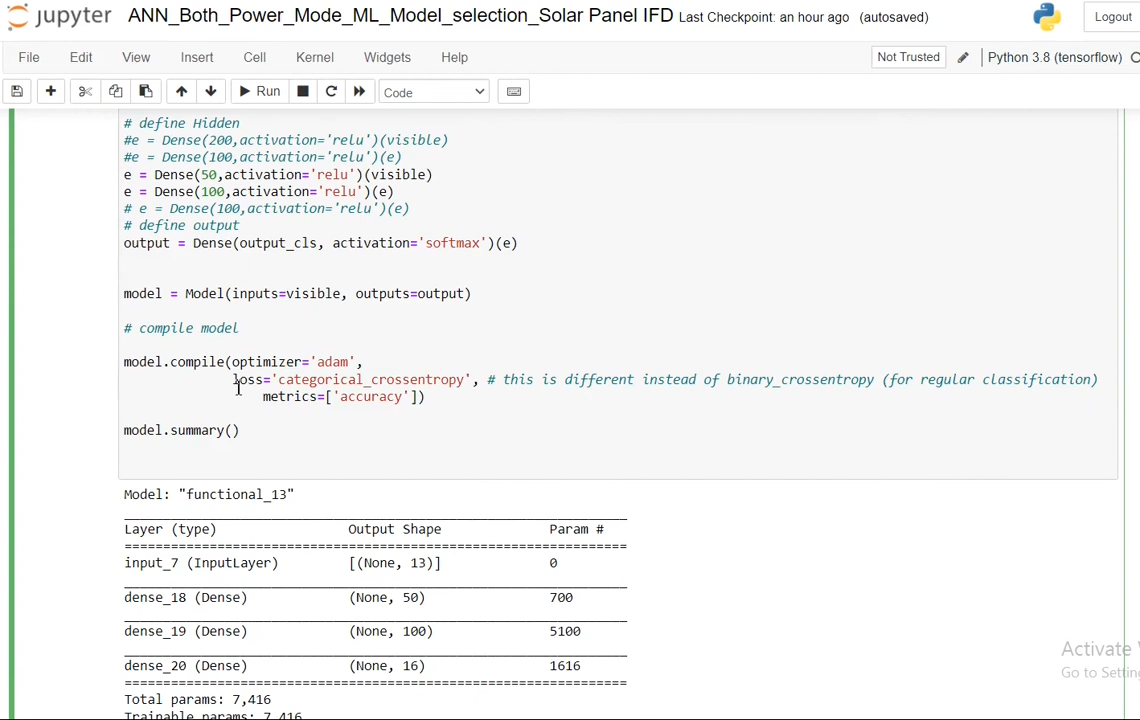 jupyter ANN_Both_Power_Mode_ML_Model_selection_Solar Panel IFD Last Checkpoint: an hour ago (autosaved) Logout
File Edit View Insert Cell Kernel Widgets Help Not Trusted Python 3.8 (tensorflow)
Run Code
# define Hidden
#e = Dense(200,activation='relu')(visible)
#e = Dense(100,activation='relu')(e)
e = Dense(50,activation='relu')(visible)
e = Dense(100,activation='relu')(e)
# e = Dense(100,activation='relu')(e)
# define output
output = Dense(output_cls, activation='softmax')(e)
model = Model(inputs=visible, outputs=output)
# compile model
model.compile(optimizer='adam',
loss='categorical_crossentropy', # this is different instead of binary_crossentropy (for regular classification)
metrics=['accuracy'])
model.summary()
Model: "functional_13"
Layer (type) Output Shape Param #
input_7 (InputLayer) [(None, 13)] 0
dense_18 (Dense) (None, 50) 700
dense_19 (Dense) (None, 100) 5100
dense_20 (Dense) (None, 16) 1616
Total params: 7,416
Trainable params: 7,416
Activate
Go to Settin